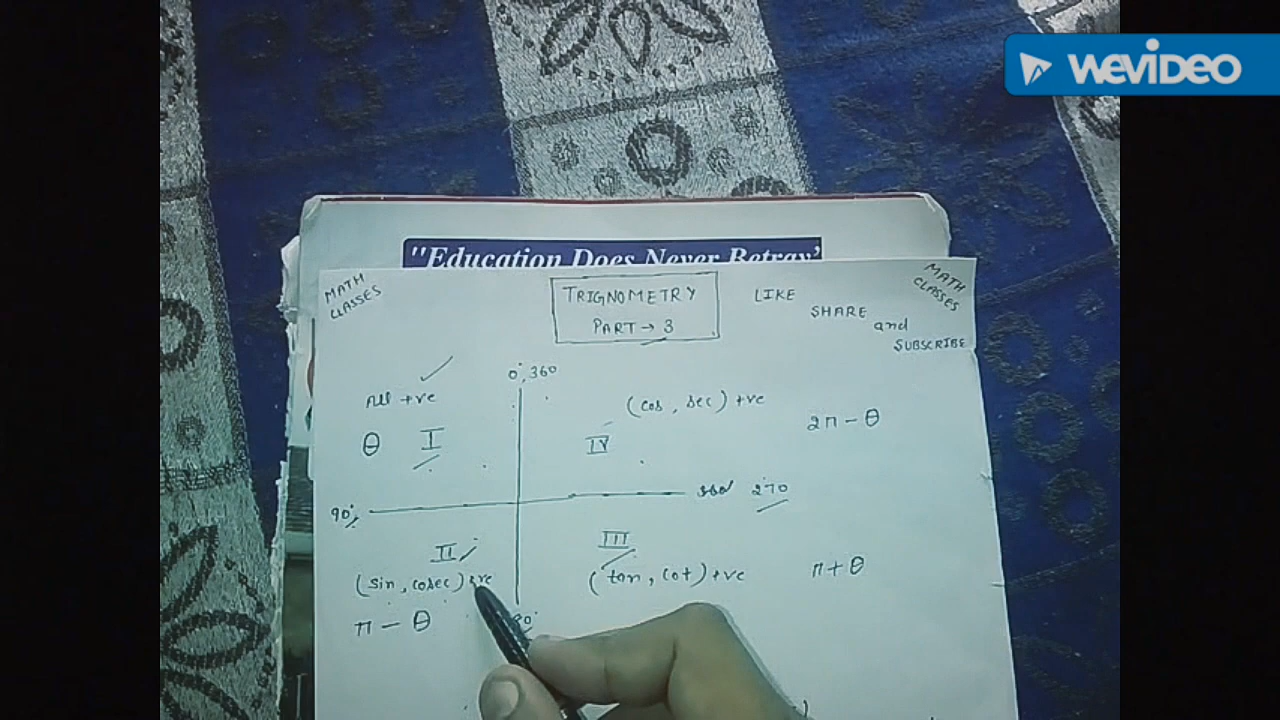 WEVIDEO
"Education Does Never Betray"
MATH CLASSES
TRIGNOMETRY
PART → 3
LIKE
SHARE
and
SUBSCRIBE
MATH CLASSES
0°, 360
All +ve
(cos, sec) +ve
θ I
IV
2π - θ
90°
360 270
II
III
(sin, cosec) +ve
(tan, cot) +ve
π + θ
π - θ